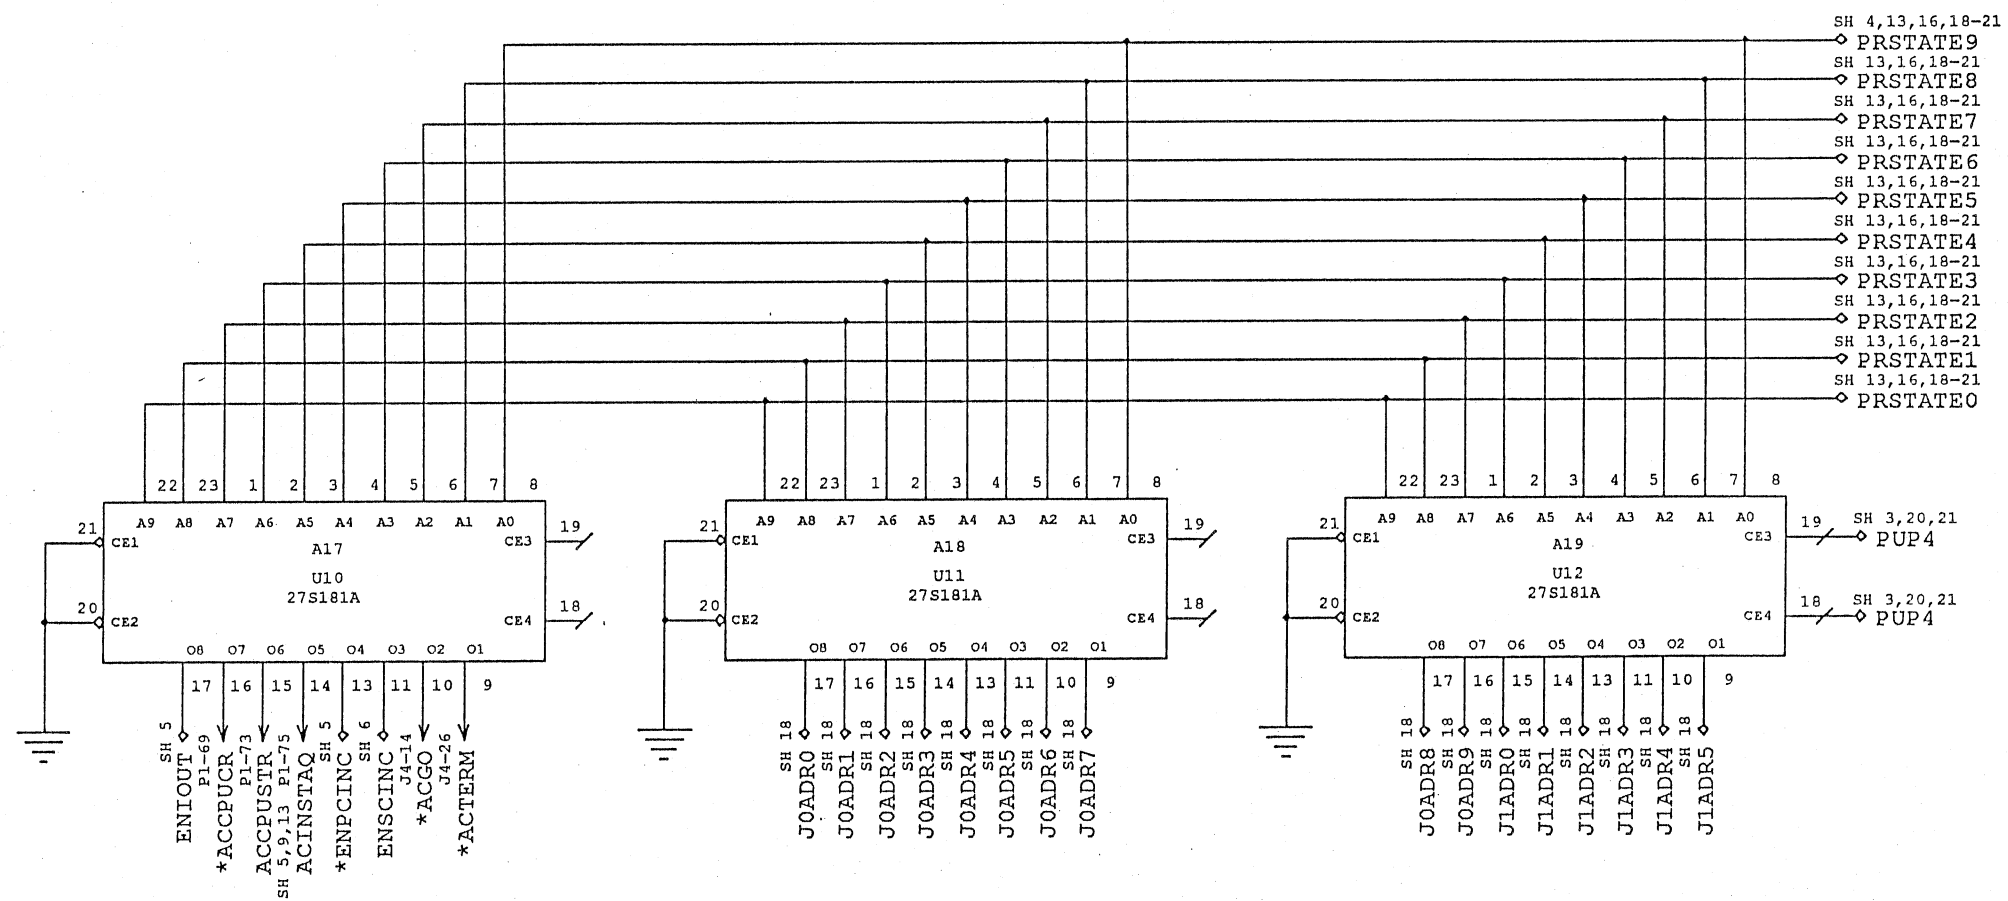 SH 4,13,16,18-21
PRSTATE9
SH 13,16,18-21
PRSTATE8
SH 13,16,18-21
PRSTATE7
SH 13,16,18-21
PRSTATE6
SH 13,16,18-21
PRSTATE5
SH 13,16,18-21
PRSTATE4
SH 13,16,18-21
PRSTATE3
SH 13,16,18-21
PRSTATE2
SH 13,16,18-21
PRSTATE1
SH 13,16,18-21
PRSTATE0
22 23 1 2 3 4 5 6 7 8
A9 A8 A7 A6 A5 A4 A3 A2 A1 A0
21 CE1
CE3 19
A17
U10
27S181A
20 CE2
CE4 18
O8 O7 O6 O5 O4 O3 O2 O1
17 16 15 14 13 11 10 9
SH 5
ENIOUT
P1-69
*ACCPUCR
P1-73
ACCPUSTR
SH 5,9,13 P1-75
ACINSTAQ
SH 5
*ENPCINC
SH 6
ENSCINC
J4-14
*ACGO
J4-26
*ACTERM
22 23 1 2 3 4 5 6 7 8
A9 A8 A7 A6 A5 A4 A3 A2 A1 A0
21 CE1
CE3 19
A18
U11
27S181A
20 CE2
CE4 18
O8 O7 O6 O5 O4 O3 O2 O1
17 16 15 14 13 11 10 9
SH 18
J0ADR0
SH 18
J0ADR1
SH 18
J0ADR2
SH 18
J0ADR3
SH 18
J0ADR4
SH 18
J0ADR5
SH 18
J0ADR6
SH 18
J0ADR7
22 23 1 2 3 4 5 6 7 8
A9 A8 A7 A6 A5 A4 A3 A2 A1 A0
21 CE1
CE3 19
SH 3,20,21
PUP4
A19
U12
27S181A
20 CE2
CE4 18
SH 3,20,21
PUP4
O8 O7 O6 O5 O4 O3 O2 O1
17 16 15 14 13 11 10 9
SH 18
J0ADR8
SH 18
J0ADR9
SH 18
J1ADR0
SH 18
J1ADR1
SH 18
J1ADR2
SH 18
J1ADR3
SH 18
J1ADR4
SH 18
J1ADR5